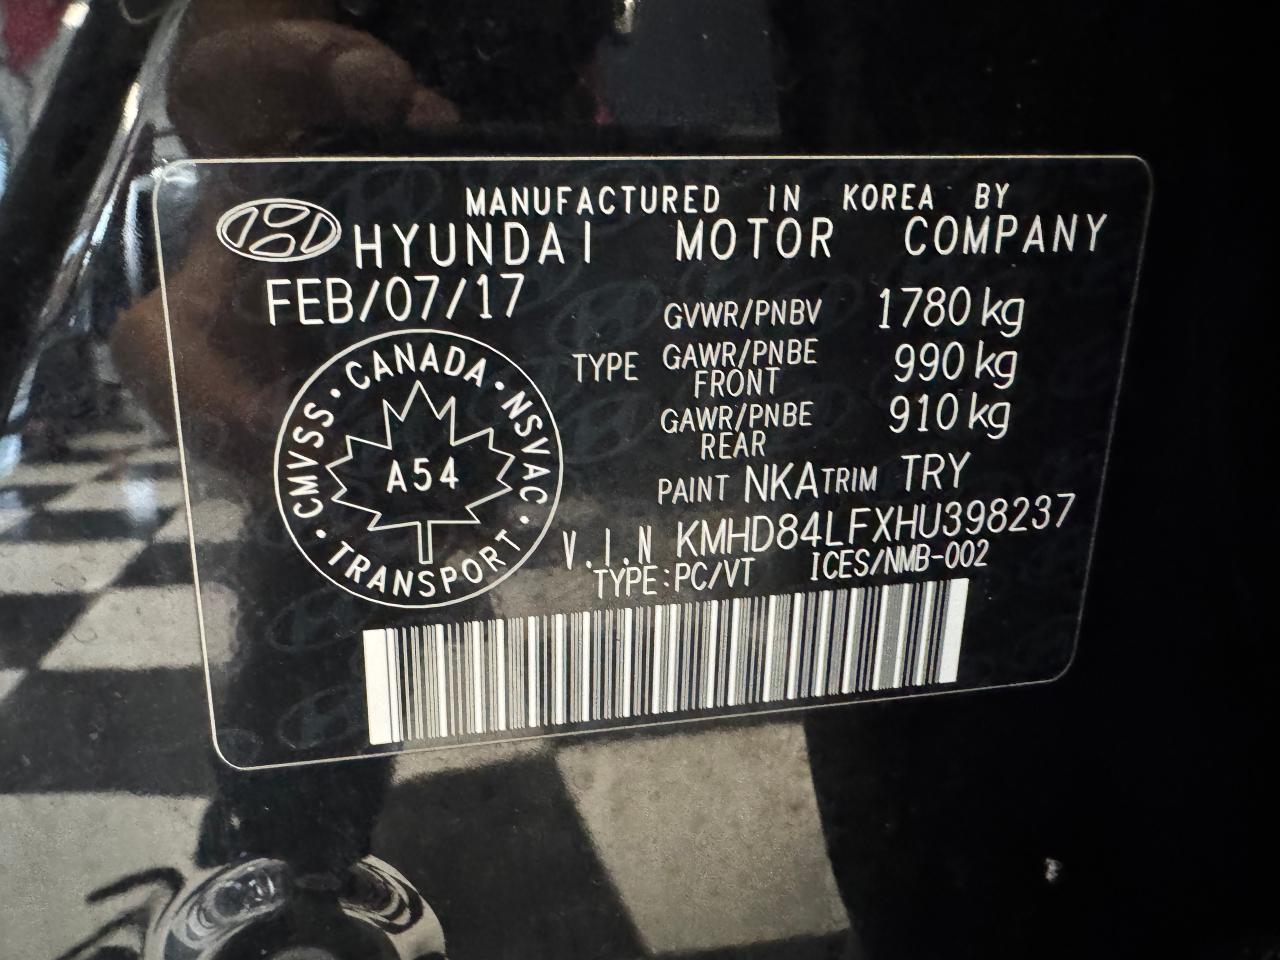 MANUFACTURED IN KOREA BY
HYUNDAI MOTOR COMPANY
FEB/07/17
GVWR/PNBV 1780 kg
TYPE GAWR/PNBE FRONT 990 kg
GAWR/PNBE REAR 910 kg
PAINT NKA TRIM TRY
V.I.N KMHD84LFXHU398237
TYPE:PC/VT ICES/NMB-002
CMVSS · CANADA · NSVAC · TRANSPORT ·
A54